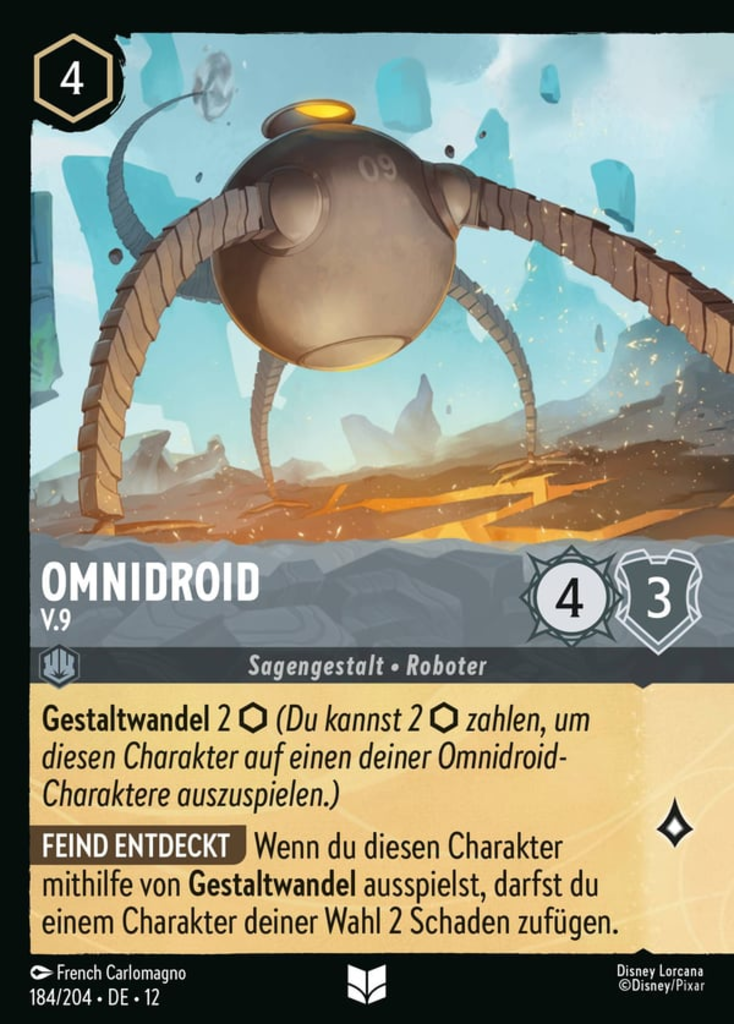 4
09
OMNIDROID
V.9
4
3
Sagengestalt • Roboter
Gestaltwandel 2 ⬡ (Du kannst 2 ⬡ zahlen, um
diesen Charakter auf einen deiner Omnidroid-
Charaktere auszuspielen.)
FEIND ENTDECKT Wenn du diesen Charakter
mithilfe von Gestaltwandel ausspielst, darfst du
einem Charakter deiner Wahl 2 Schaden zufügen.
French Carlomagno
184/204 • DE • 12
Disney Lorcana
©Disney/Pixar